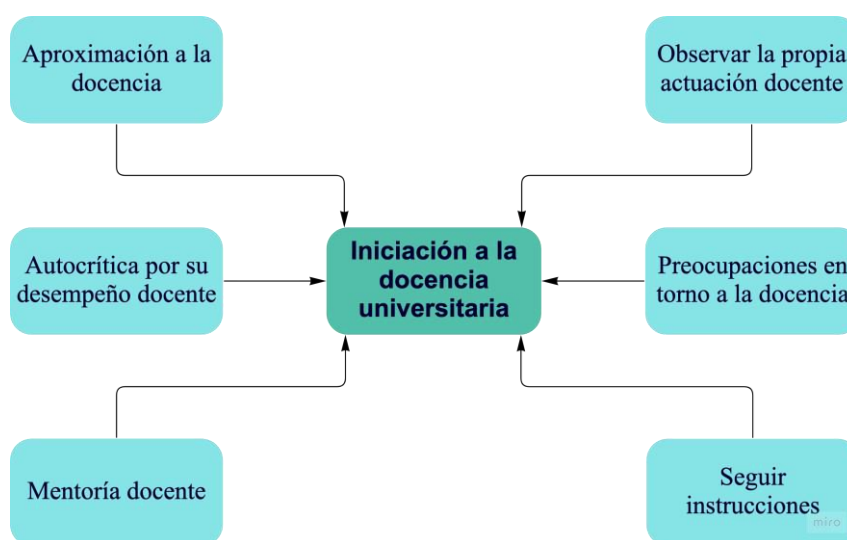 Aproximación a la
docencia
Observar la propia
actuación docente
Autocrítica por su
desempeño docente
Iniciación a la
docencia
universitaria
Preocupaciones en
torno a la docencia
Mentoría docente
Seguir
instrucciones
miro